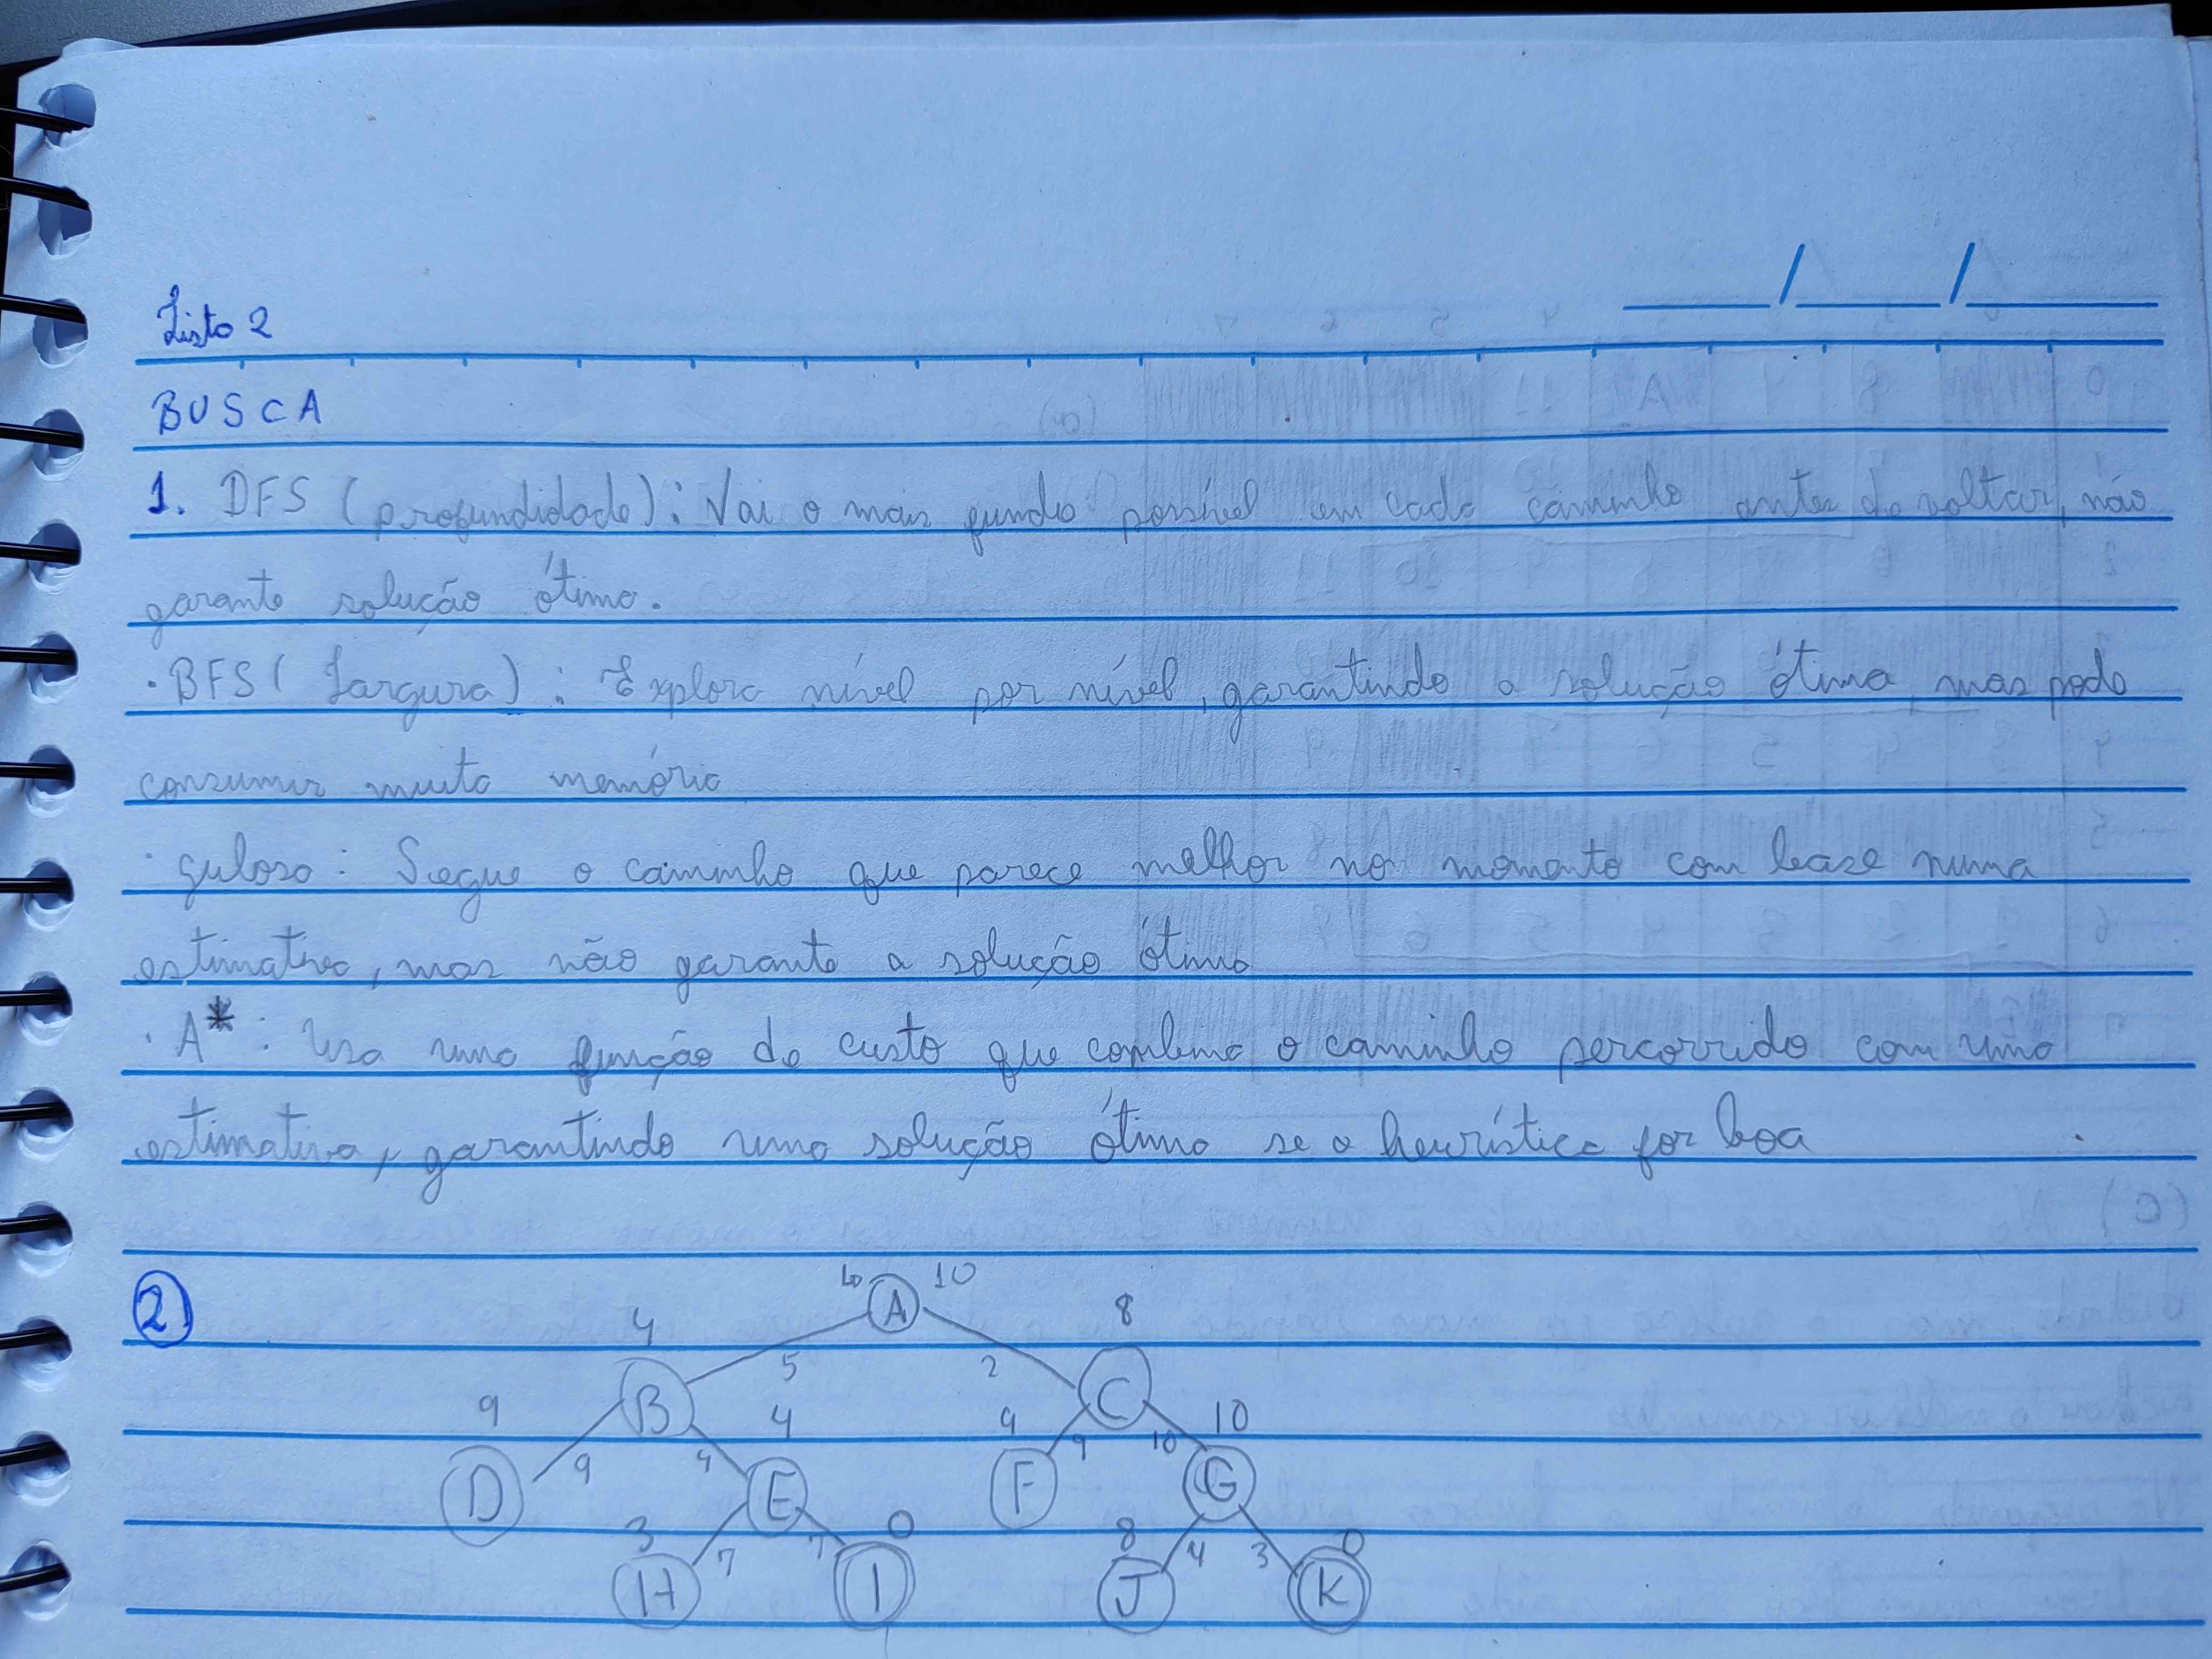 Lista 2
BUSCA
1. DFS (profundidade): Vai o mais fundo possível em cada caminho antes de voltar, não
garante solução ótima.
· BFS (Largura): Explora nível por nível, garantindo a solução ótima, mas pode
consumir muita memória
· guloso: Segue o caminho que parece melhor no momento com base numa
estimativa, mas não garante a solução ótima
· A*: Usa uma função de custo que combina o caminho percorrido com uma
estimativa, garantindo uma solução ótima se a heurística for boa
2) A 10
4 8
5 2
B C
9 4 9 10
9 4 9 10
D E F G
3 0 8 0
7 7 4 3
H I J K